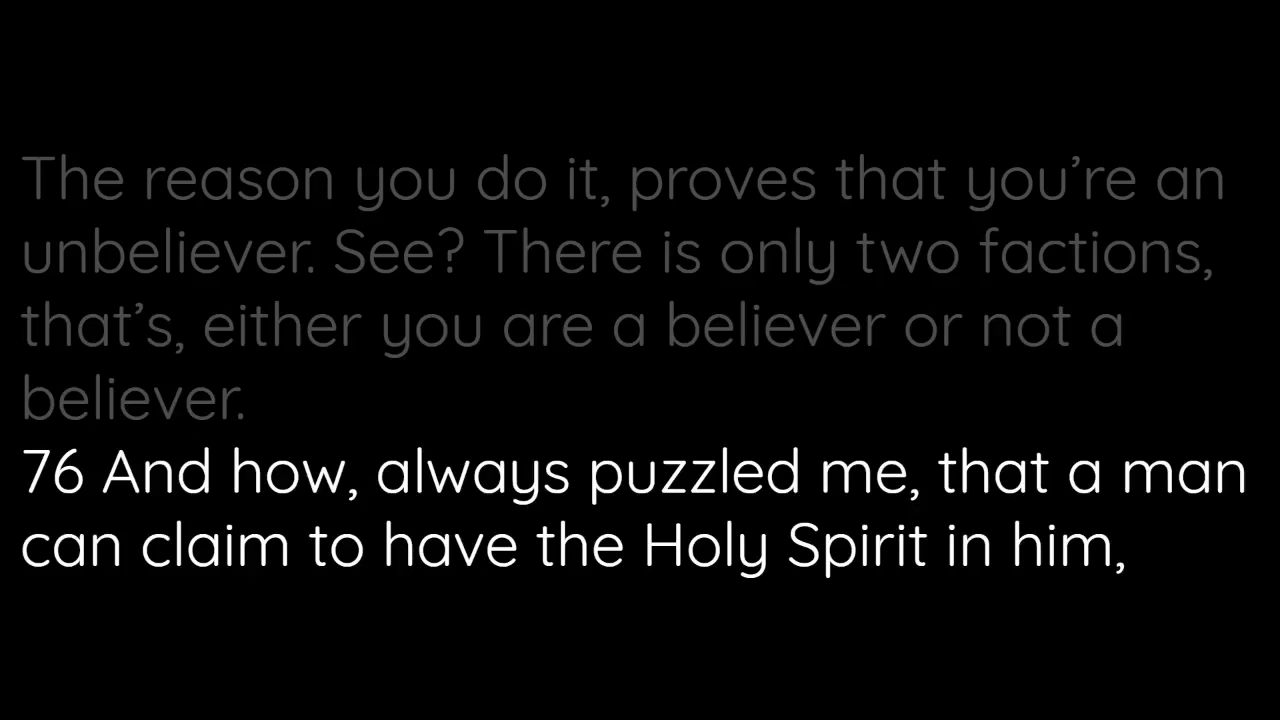 The reason you do it, proves that you’re an
unbeliever. See? There is only two factions,
that’s, either you are a believer or not a
believer.
76 And how, always puzzled me, that a man
can claim to have the Holy Spirit in him,